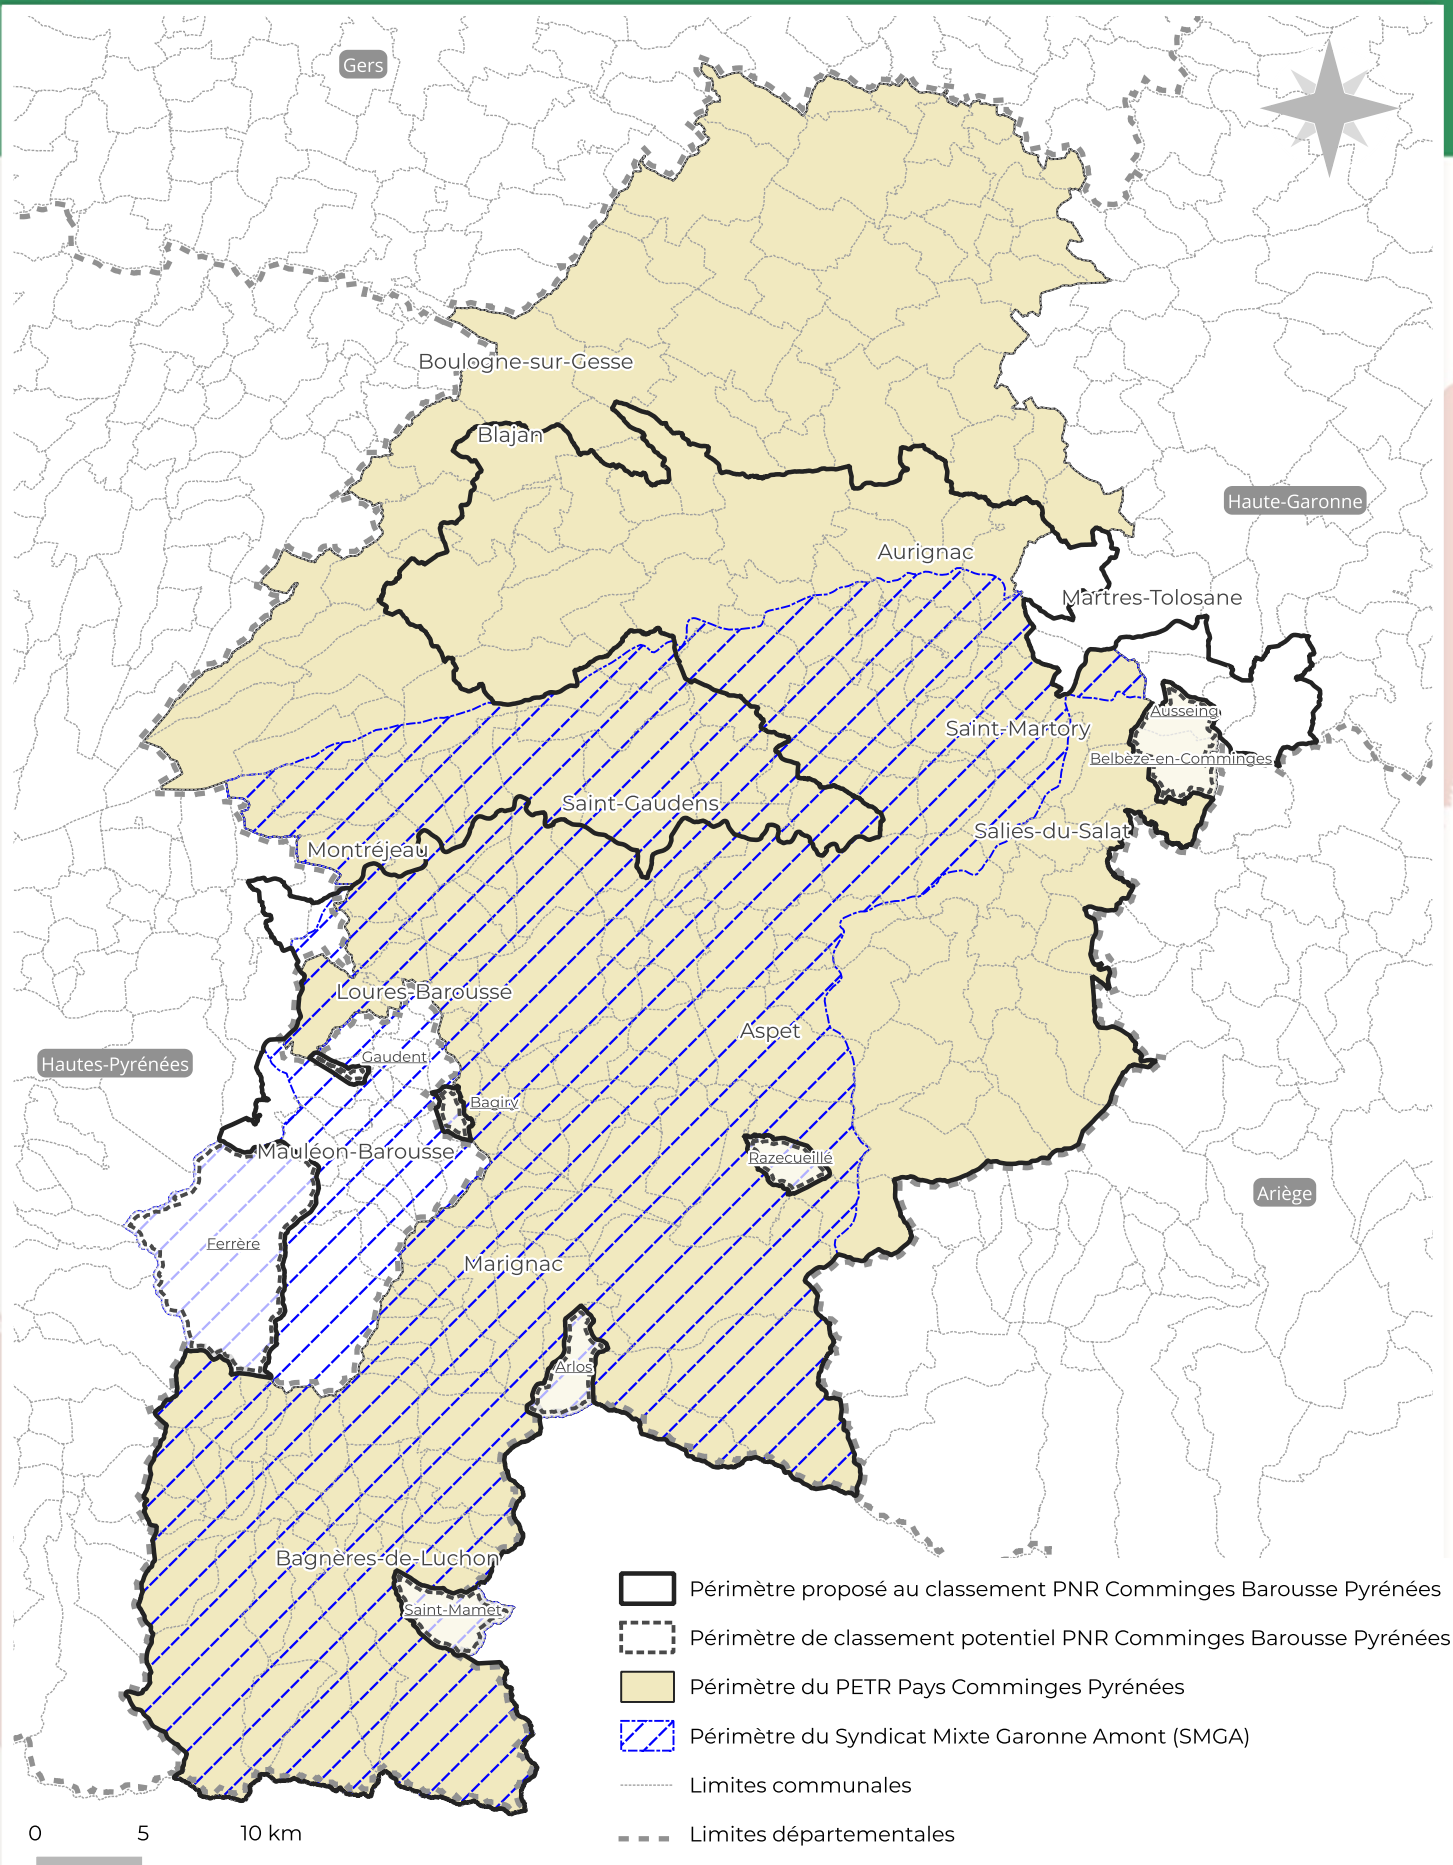 Gers
Boulogne-sur-Gesse
Blajan
Haute-Garonne
Aurignac
Martres-Tolosane
Ausseing
Saint-Martory
Belbèze-en-Comminges
Saint-Gaudens
Salies-du-Salat
Montréjeau
Loures-Barousse
Aspet
Gaudent
Hautes-Pyrénées
Bagiry
Mauléon-Barousse
Razecueillé
Ariège
Ferrère
Marignac
Arlos
Bagnères-de-Luchon
Saint-Mamet
Périmètre proposé au classement PNR Comminges Barousse Pyrénées
Périmètre de classement potentiel PNR Comminges Barousse Pyrénées
Périmètre du PETR Pays Comminges Pyrénées
Périmètre du Syndicat Mixte Garonne Amont (SMGA)
Limites communales
Limites départementales
0 5 10 km